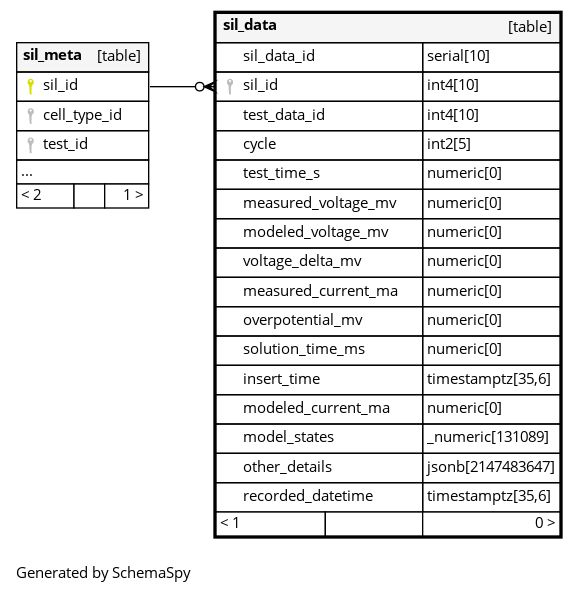 sil_meta [table]
sil_id
cell_type_id
test_id
...
< 2 1 >
sil_data [table]
sil_data_id serial[10]
sil_id int4[10]
test_data_id int4[10]
cycle int2[5]
test_time_s numeric[0]
measured_voltage_mv numeric[0]
modeled_voltage_mv numeric[0]
voltage_delta_mv numeric[0]
measured_current_ma numeric[0]
overpotential_mv numeric[0]
solution_time_ms numeric[0]
insert_time timestamptz[35,6]
modeled_current_ma numeric[0]
model_states _numeric[131089]
other_details jsonb[2147483647]
recorded_datetime timestamptz[35,6]
< 1 0 >
Generated by SchemaSpy